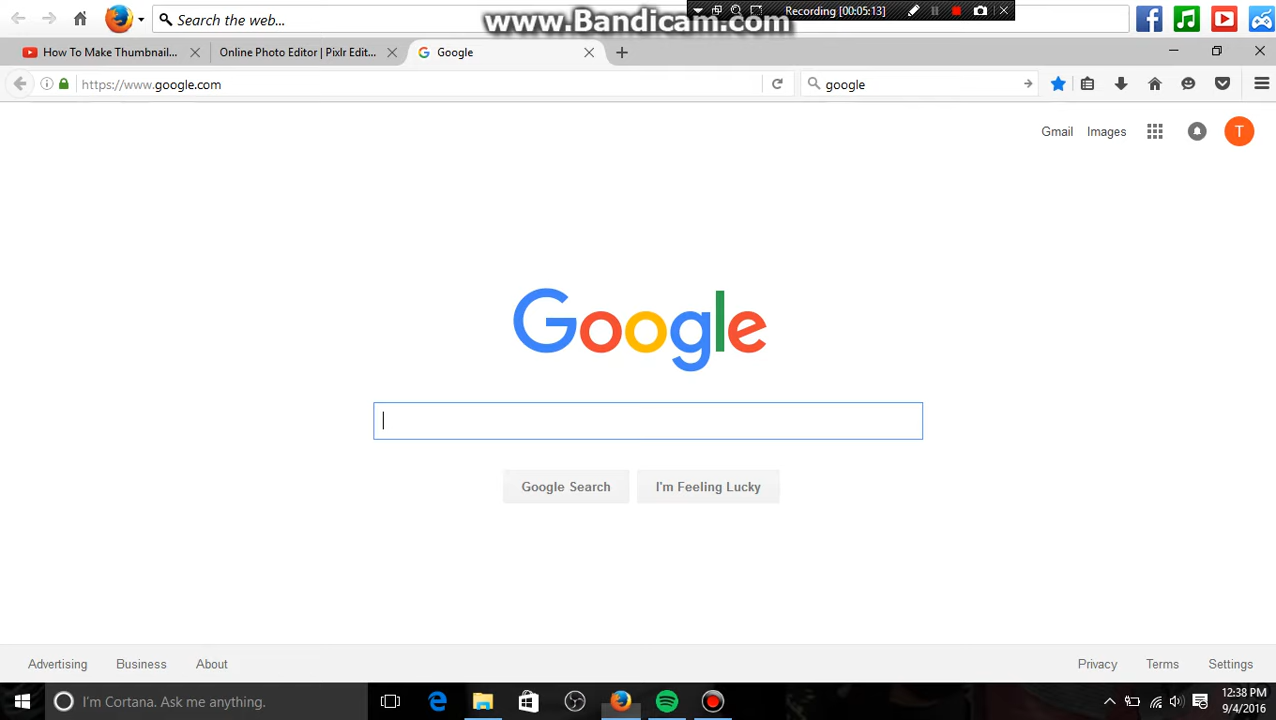 Search the web...
www.Bandicam.com
Recording [00:05:13]
How To Make Thumbnail...
Online Photo Editor | Pixlr Edit...
Google
https://www.google.com
google
Gmail
Images
T
Google
Google Search
I'm Feeling Lucky
Advertising
Business
About
Privacy
Terms
Settings
I'm Cortana. Ask me anything.
12:38 PM
9/4/2016